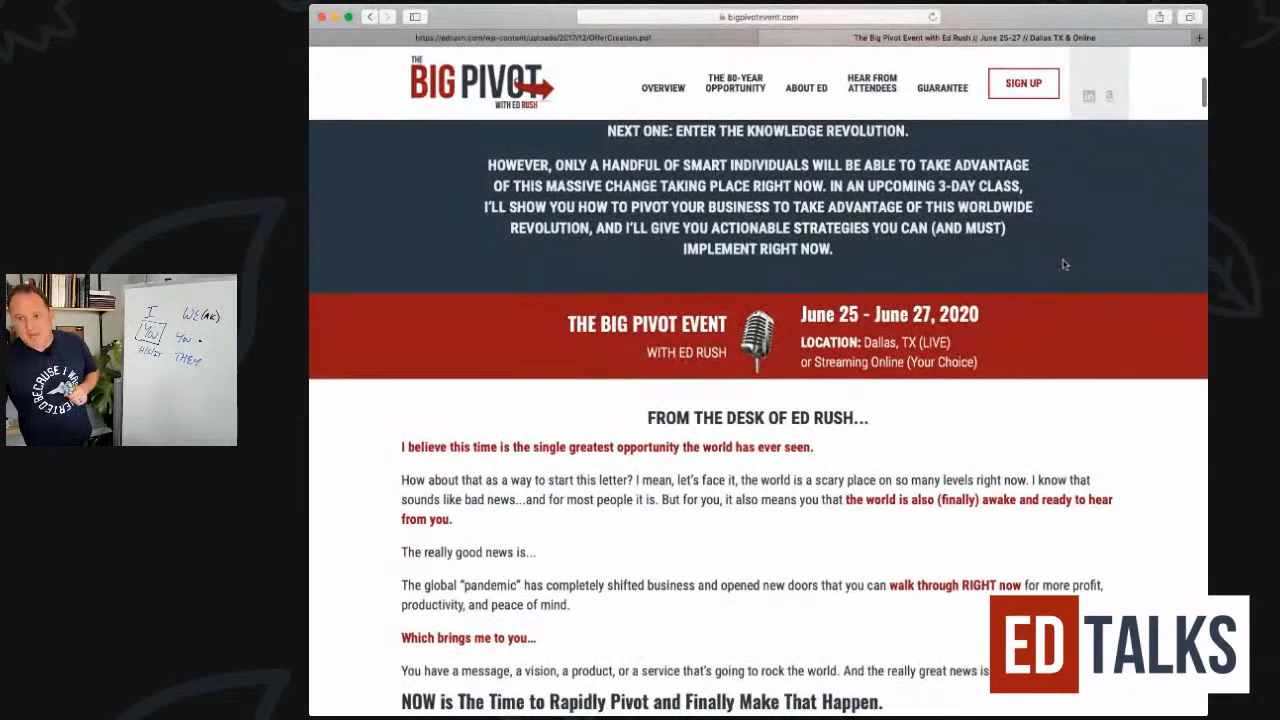 bigpivotevent.com
https://edrush.com/wp-content/uploads/2017/12/OfferCreation.pdf
The Big Pivot Event with Ed Rush // June 25-27 // Dallas TX & Online
THE
BIG PIVOT
WITH ED RUSH
OVERVIEW
THE 80-YEAR
OPPORTUNITY
ABOUT ED
HEAR FROM
ATTENDEES
GUARANTEE
SIGN UP
in
a
NEXT ONE: ENTER THE KNOWLEDGE REVOLUTION.
HOWEVER, ONLY A HANDFUL OF SMART INDIVIDUALS WILL BE ABLE TO TAKE ADVANTAGE
OF THIS MASSIVE CHANGE TAKING PLACE RIGHT NOW. IN AN UPCOMING 3-DAY CLASS,
I'LL SHOW YOU HOW TO PIVOT YOUR BUSINESS TO TAKE ADVANTAGE OF THIS WORLDWIDE
REVOLUTION, AND I'LL GIVE YOU ACTIONABLE STRATEGIES YOU CAN (AND MUST)
IMPLEMENT RIGHT NOW.
THE BIG PIVOT EVENT
WITH ED RUSH
June 25 - June 27, 2020
LOCATION: Dallas, TX (LIVE)
or Streaming Online (Your Choice)
FROM THE DESK OF ED RUSH...
I believe this time is the single greatest opportunity the world has ever seen.
How about that as a way to start this letter? I mean, let's face it, the world is a scary place on so many levels right now. I know that
sounds like bad news...and for most people it is. But for you, it also means you that the world is also (finally) awake and ready to hear
from you.
The really good news is...
The global "pandemic" has completely shifted business and opened new doors that you can walk through RIGHT now for more profit,
productivity, and peace of mind.
Which brings me to you...
You have a message, a vision, a product, or a service that's going to rock the world. And the really great news is
NOW is The Time to Rapidly Pivot and Finally Make That Happen.
ED TALKS
I
YOU
H/S/IT
WE (AK)
YOU
THEY
BECAUSE I WAS